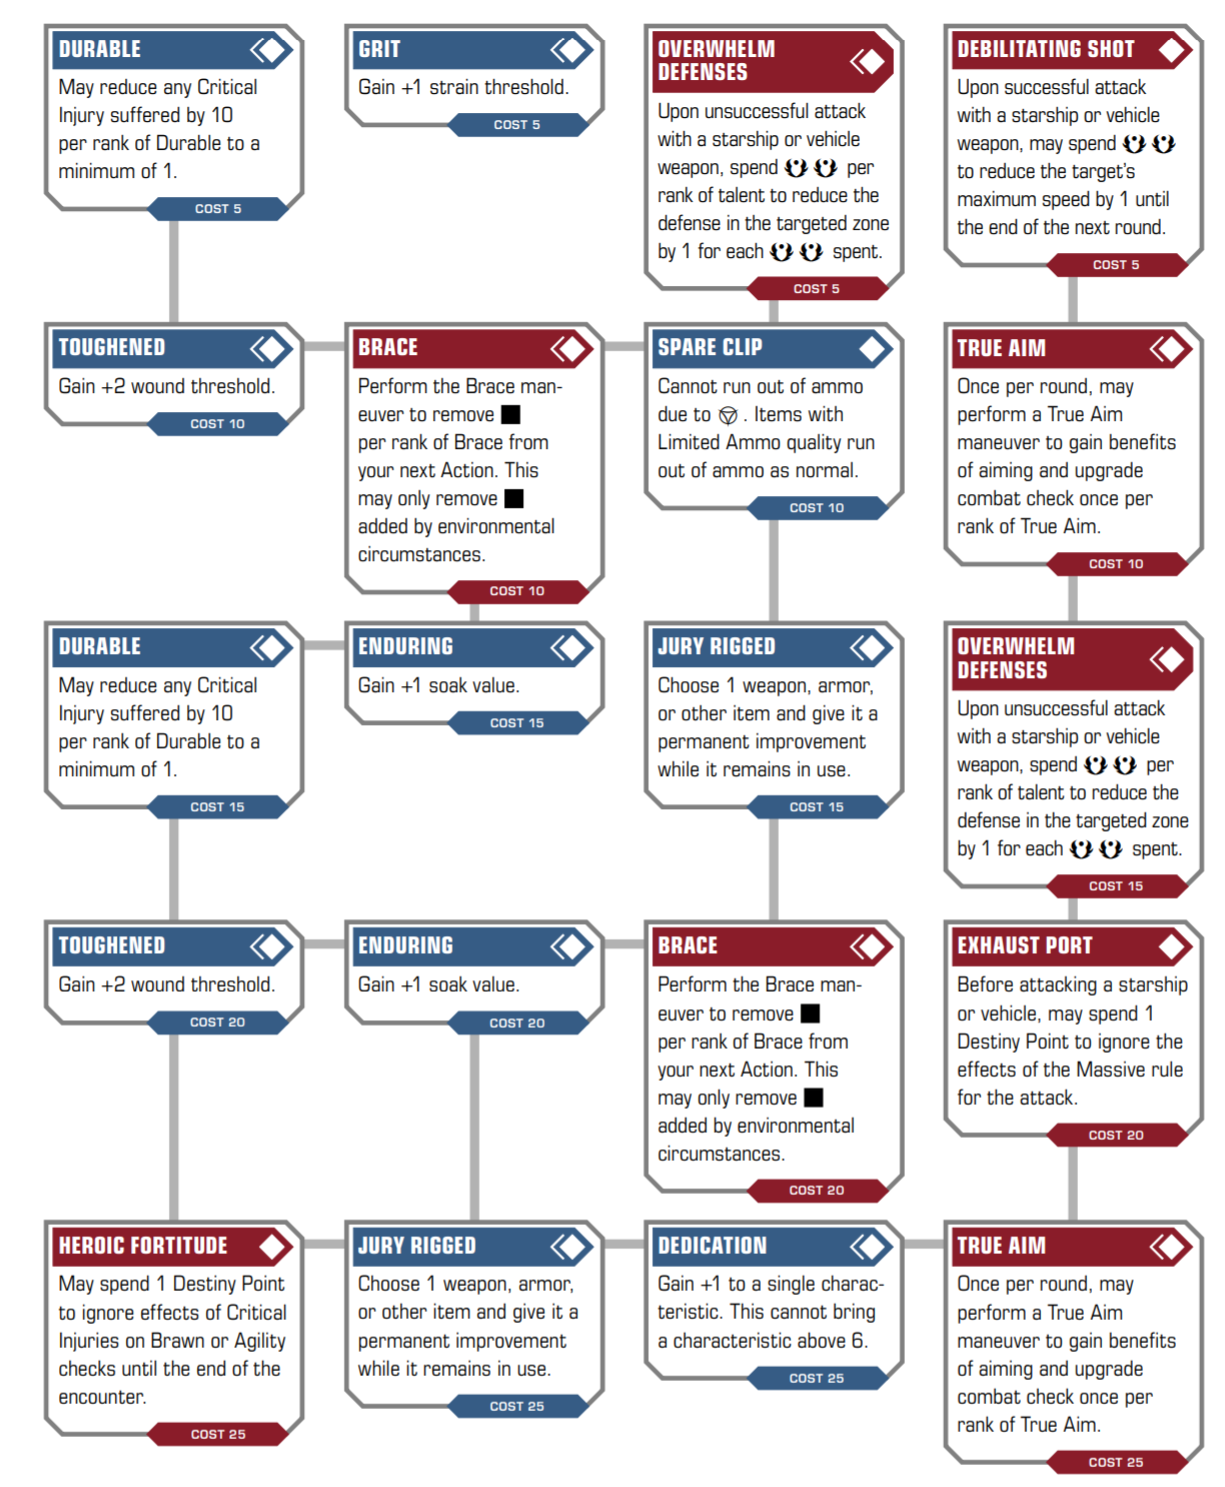 DURABLE
May reduce any Critical
Injury suffered by 10
per rank of Durable to a
minimum of 1.
COST 5
GRIT
Gain +1 strain threshold.
COST 5
OVERWHELM
DEFENSES
Upon unsuccessful attack
with a starship or vehicle
weapon, spend per
rank of talent to reduce the
defense in the targeted zone
by 1 for each spent.
COST 5
DEBILITATING SHOT
Upon successful attack
with a starship or vehicle
weapon, may spend
to reduce the target's
maximum speed by 1 until
the end of the next round.
COST 5
TOUGHENED
Gain +2 wound threshold.
COST 10
BRACE
Perform the Brace man-
euver to remove
per rank of Brace from
your next Action. This
may only remove
added by environmental
circumstances.
COST 10
SPARE CLIP
Cannot run out of ammo
due to . Items with
Limited Ammo quality run
out of ammo as normal.
COST 10
TRUE AIM
Once per round, may
perform a True Aim
maneuver to gain benefits
of aiming and upgrade
combat check once per
rank of True Aim.
COST 10
DURABLE
May reduce any Critical
Injury suffered by 10
per rank of Durable to a
minimum of 1.
COST 15
ENDURING
Gain +1 soak value.
COST 15
JURY RIGGED
Choose 1 weapon, armor,
or other item and give it a
permanent improvement
while it remains in use.
COST 15
OVERWHELM
DEFENSES
Upon unsuccessful attack
with a starship or vehicle
weapon, spend per
rank of talent to reduce the
defense in the targeted zone
by 1 for each spent.
COST 15
TOUGHENED
Gain +2 wound threshold.
COST 20
ENDURING
Gain +1 soak value.
COST 20
BRACE
Perform the Brace man-
euver to remove
per rank of Brace from
your next Action. This
may only remove
added by environmental
circumstances.
COST 20
EXHAUST PORT
Before attacking a starship
or vehicle, may spend 1
Destiny Point to ignore the
effects of the Massive rule
for the attack.
COST 20
HEROIC FORTITUDE
May spend 1 Destiny Point
to ignore effects of Critical
Injuries on Brawn or Agility
checks until the end of the
encounter.
COST 25
JURY RIGGED
Choose 1 weapon, armor,
or other item and give it a
permanent improvement
while it remains in use.
COST 25
DEDICATION
Gain +1 to a single charac-
teristic. This cannot bring
a characteristic above 6.
COST 25
TRUE AIM
Once per round, may
perform a True Aim
maneuver to gain benefits
of aiming and upgrade
combat check once per
rank of True Aim.
COST 25